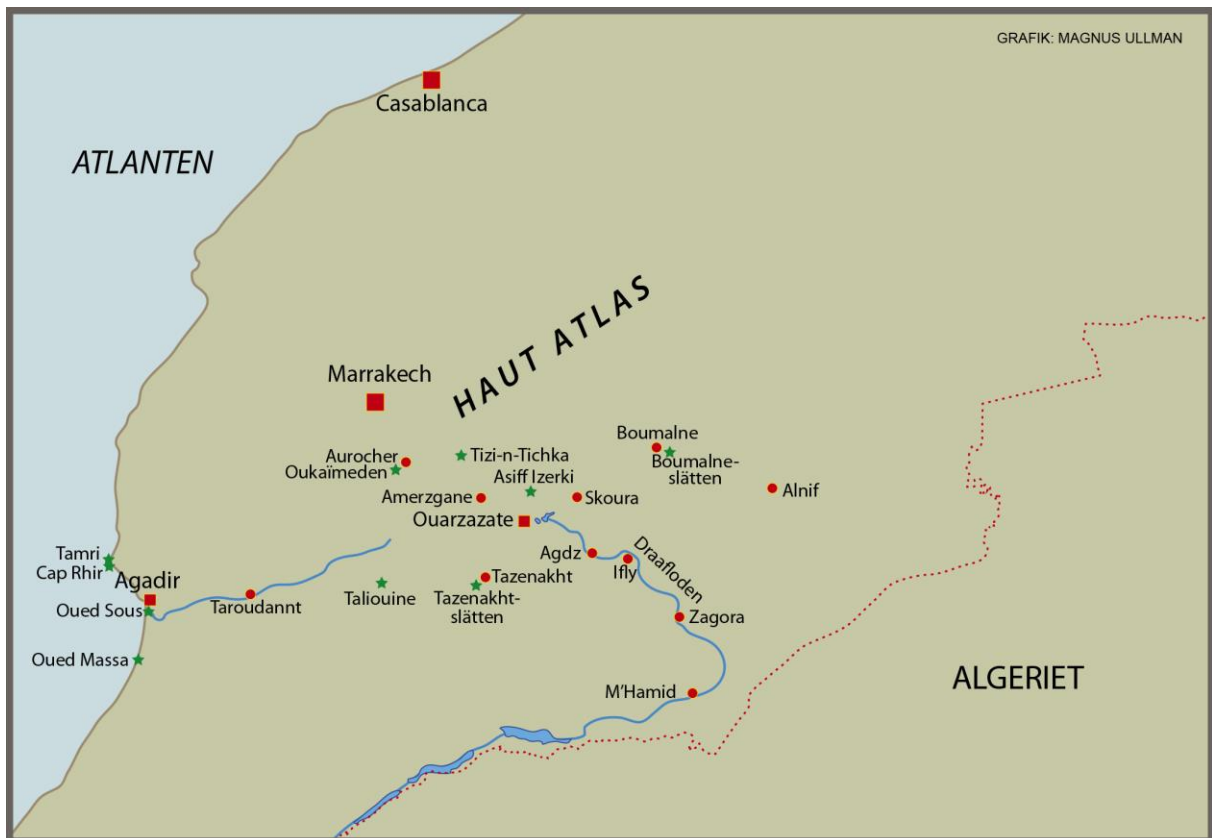 GRAFIK: MAGNUS ULLMAN
Casablanca
ATLANTEN
HAUT ATLAS
Marrakech
Boumalne
Aurocher
Tizi-n-Tichka
Boumalne-
slätten
Oukaïmeden
Asiff Izerki
Alnif
Amerzgane
Skoura
Ouarzazate
Draafloden
Tamri
Agdz
Cap Rhir
Ifly
Agadir
Tazenakht
Taliouine
Tazenakht-
slätten
Oued Sous
Taroudannt
Zagora
Oued Massa
ALGERIET
M'Hamid